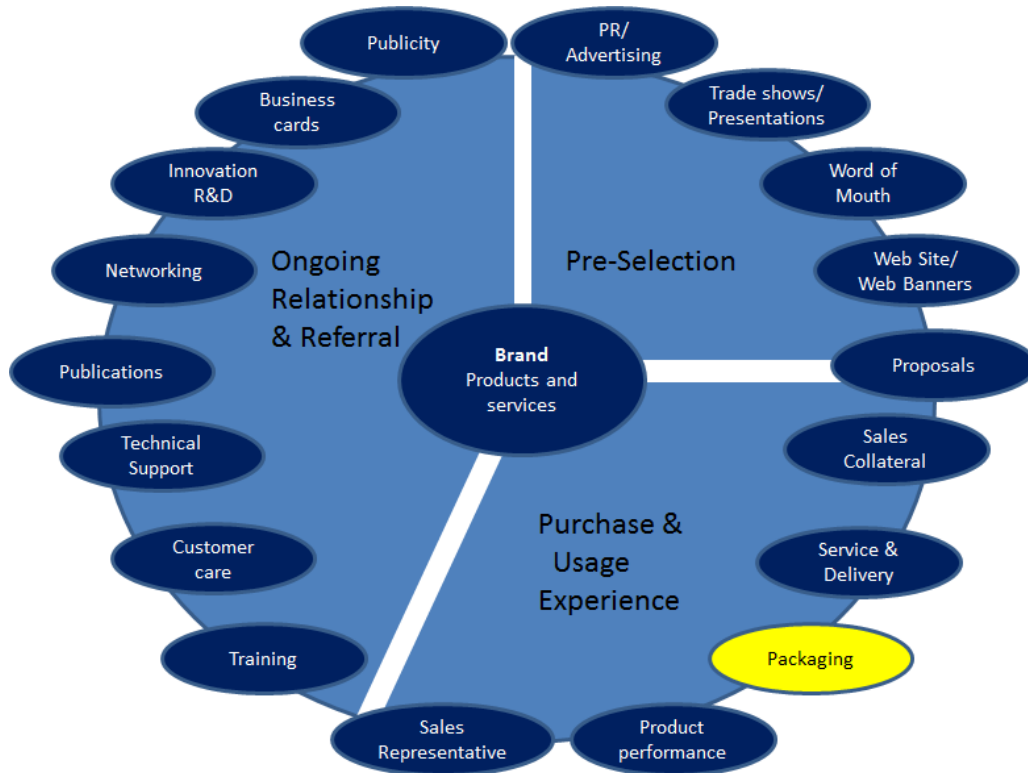 Publicity
PR/
Advertising
Business
cards
Trade shows/
Presentations
Innovation
R&D
Word of
Mouth
Networking
Ongoing
Relationship
& Referral
Pre-Selection
Web Site/
Web Banners
Publications
Brand
Products and
services
Proposals
Technical
Support
Sales
Collateral
Purchase &
Usage
Experience
Customer
care
Service &
Delivery
Training
Packaging
Sales
Representative
Product
performance